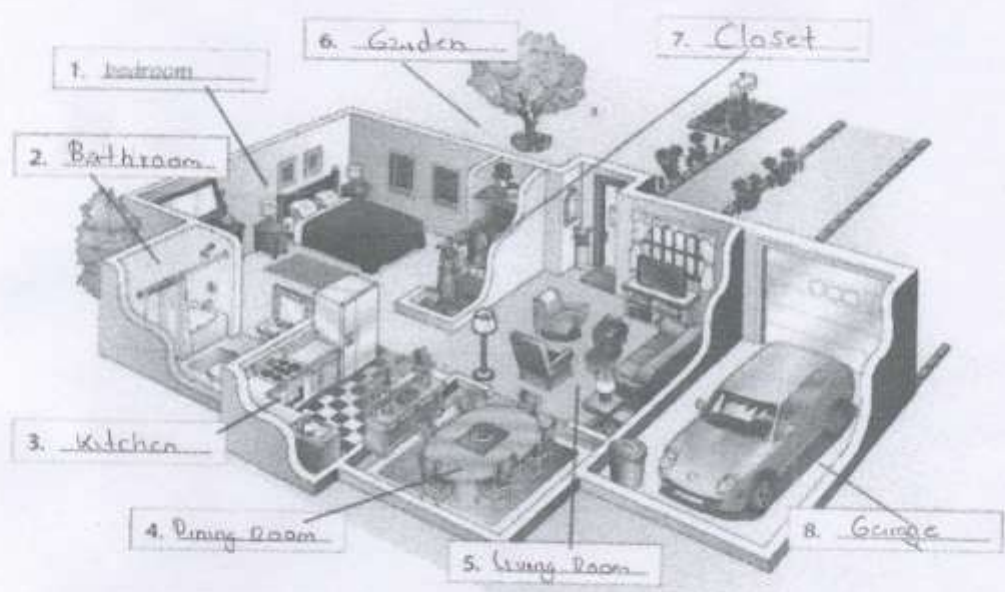 1. bedroom
2. Bathroom
3. Kitchen
4. Dining Room
5. Living Room
6. Garden
7. Closet
8. Garage